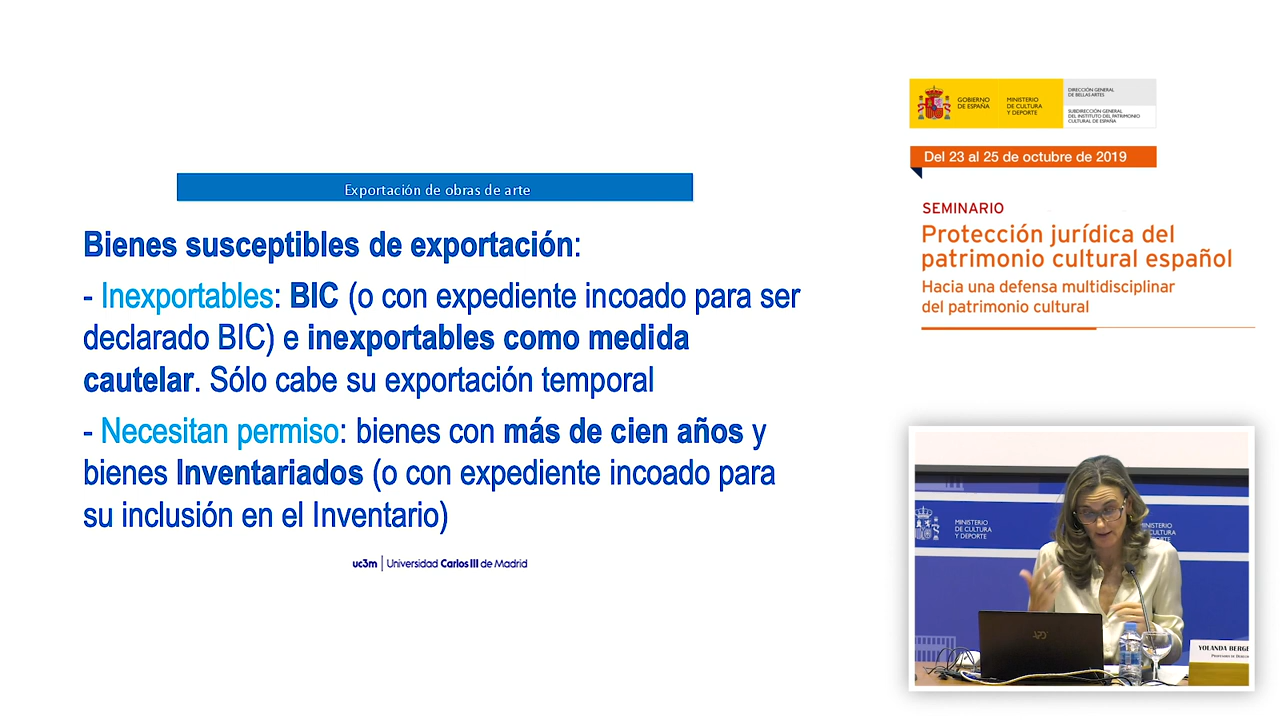 Exportación de obras de arte
Bienes susceptibles de exportación:
- Inexportables: BIC (o con expediente incoado para ser
declarado BIC) e inexportables como medida
cautelar. Sólo cabe su exportación temporal
- Necesitan permiso: bienes con más de cien años y
bienes Inventariados (o con expediente incoado para
su inclusión en el Inventario)
uc3m | Universidad Carlos III de Madrid
GOBIERNO
DE ESPAÑA
MINISTERIO
DE CULTURA
Y DEPORTE
DIRECCIÓN GENERAL
DE BELLAS ARTES
SUBDIRECCIÓN GENERAL
DEL INSTITUTO DEL PATRIMONIO
CULTURAL DE ESPAÑA
Del 23 al 25 de octubre de 2019
SEMINARIO
Protección jurídica del
patrimonio cultural español
Hacia una defensa multidisciplinar
del patrimonio cultural
MINISTERIO
DE CULTURA
Y DEPORTE
MINISTERIO
DE CULTURA
Y DEPORTE
YOLANDA BERGE